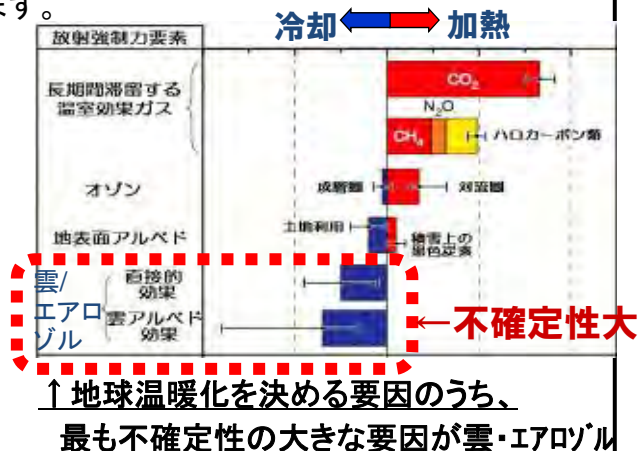 ます。
冷却 加熱
放射強制力要素
長期間滞留する
温室効果ガス
CO₂
N₂O
CH₄
ハロカーボン類
オゾン
成層圏
対流圏
地表面アルベド
土地利用
積雪上の
黒色炭素
雲/
エアロ
ゾル
直接的
効果
雲アルベド
効果
←不確定性大
↑地球温暖化を決める要因のうち、
最も不確定性の大きな要因が雲・エアロゾル